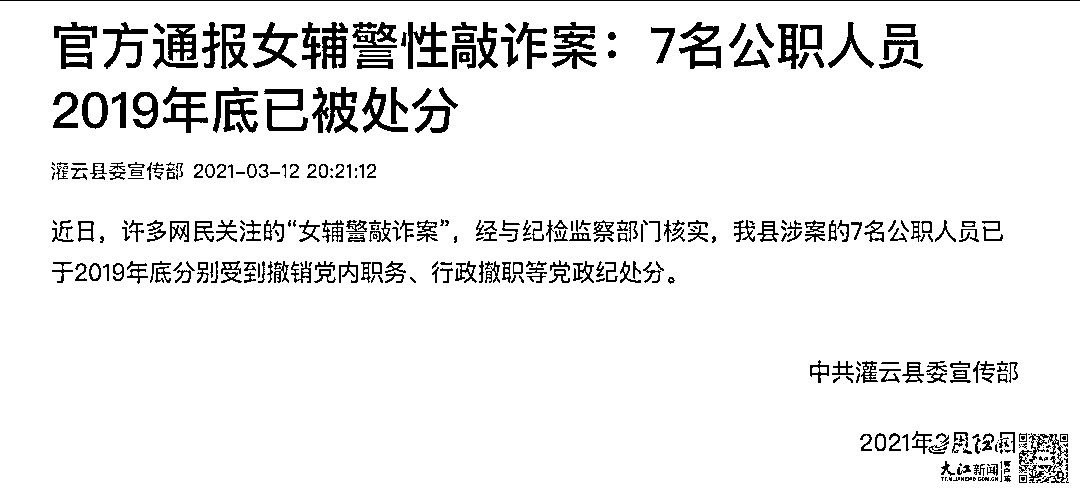 官方通报女辅警性敲诈案：7名公职人员
2019年底已被处分
灌云县委宣传部 2021-03-12 20:21:12
近日，许多网民关注的“女辅警敲诈案”，经与纪检监察部门核实，我县涉案的7名公职人员已
于2019年底分别受到撤销党内职务、行政撤职等党政纪处分。
中共灌云县委宣传部
2021年3月12日
大江新闻